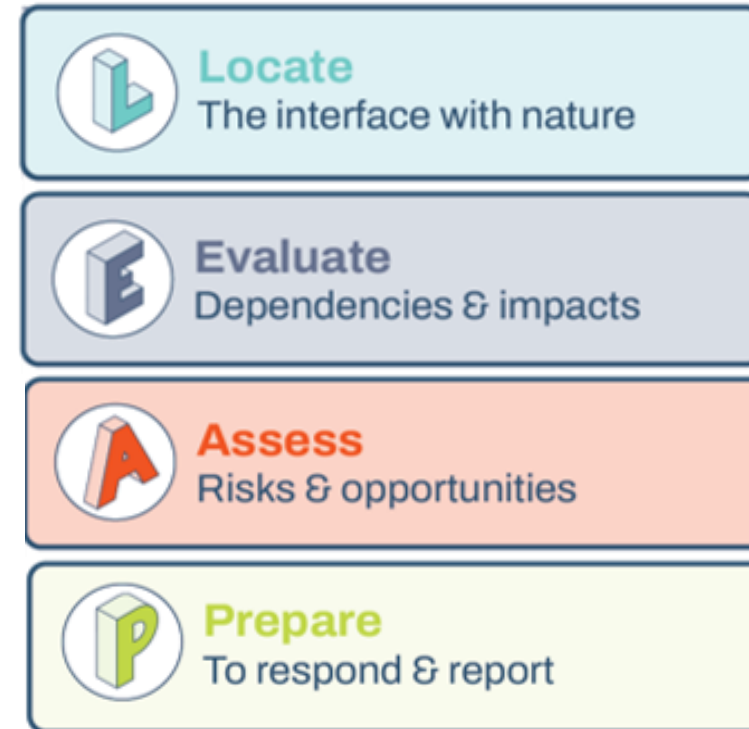 L
Locate
The interface with nature
E
Evaluate
Dependencies & impacts
A
Assess
Risks & opportunities
P
Prepare
To respond & report